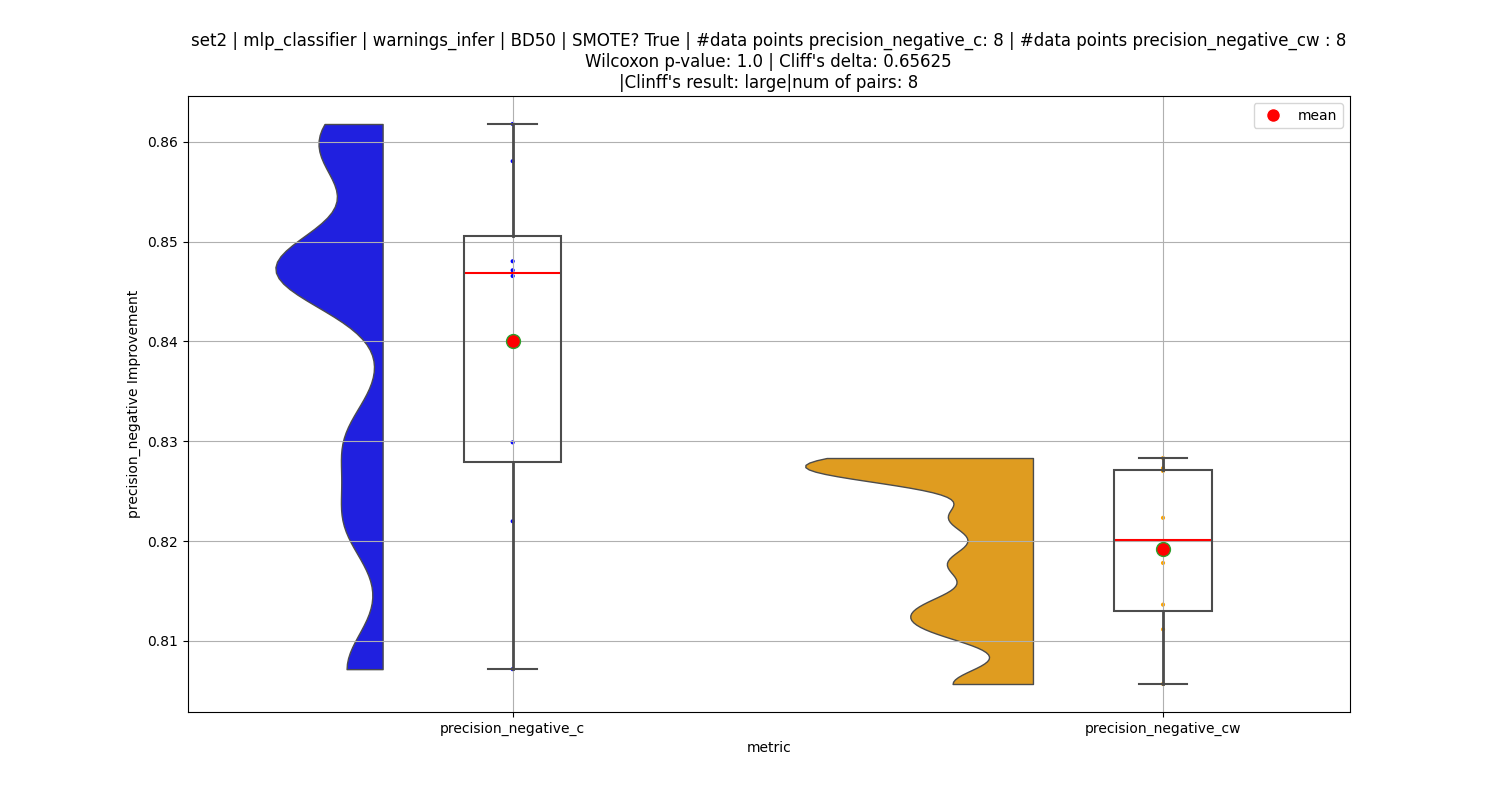 set2 | mlp_classifier | warnings_infer | BD50 | SMOTE? True | #data points precision_negative_c: 8 | #data points precision_negative_cw : 8
Wilcoxon p-value: 1.0 | Cliff's delta: 0.65625
|Clinff's result: large|num of pairs: 8
mean
0.86
0.85
0.84
0.83
0.82
0.81
precision_negative Improvement
precision_negative_c
precision_negative_cw
metric